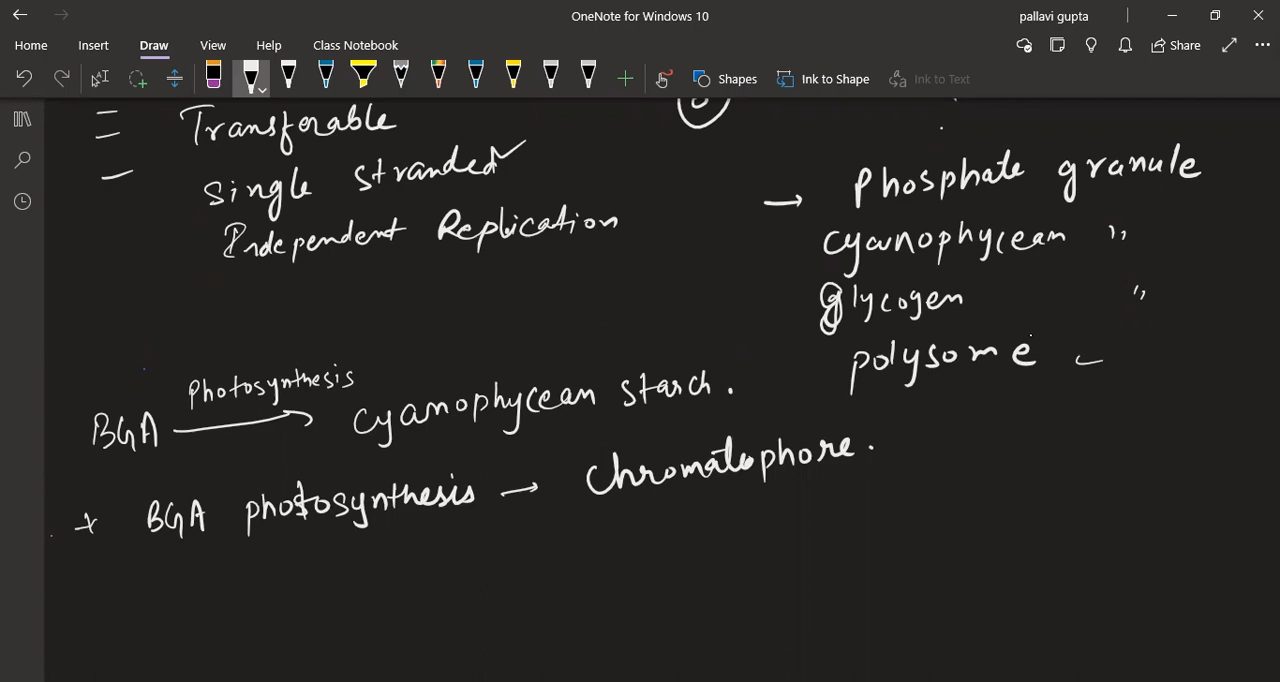 OneNote for Windows 10
pallavi gupta
Home Insert Draw View Help Class Notebook
Share
Shapes Ink to Shape Ink to Text
Transferable
Single stranded
Independent Replication
→ Phosphate granule
cyanophycean "
glycogen "
polysome
BGA Photosynthesis → cyanophycean starch.
+ BGA photosynthesis → chromatophore.